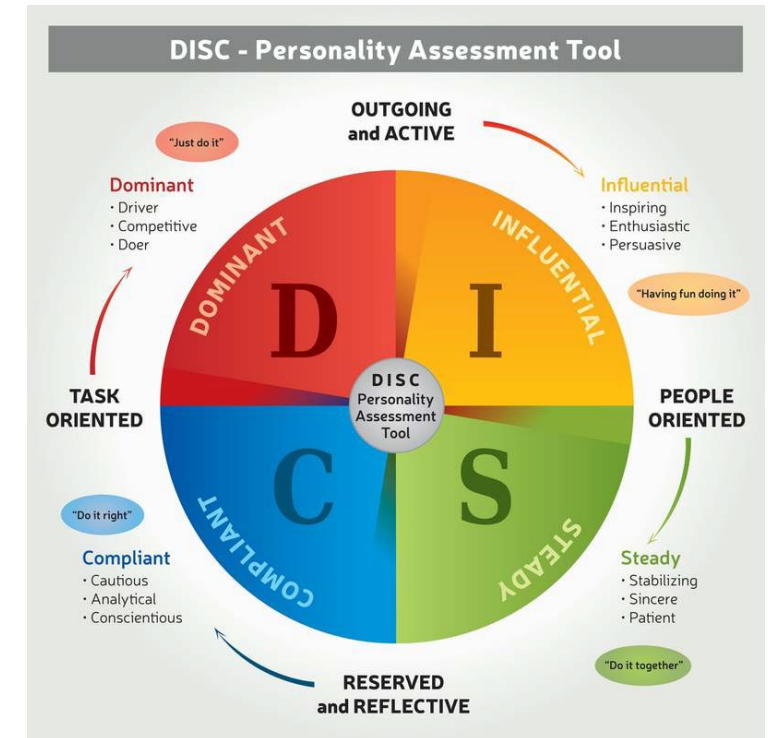 DISC - Personality Assessment Tool
OUTGOING
and ACTIVE
"Just do it"
Dominant
· Driver
· Competitive
· Doer
Influential
· Inspiring
· Enthusiastic
· Persuasive
"Having fun doing it"
DOMINANT
INFLUENTIAL
D
I
TASK
ORIENTED
DISC
Personality
Assessment
Tool
PEOPLE
ORIENTED
C
S
COMPLIANT
STEADY
"Do it right"
Compliant
· Cautious
· Analytical
· Conscientious
Steady
· Stabilizing
· Sincere
· Patient
"Do it together"
RESERVED
and REFLECTIVE